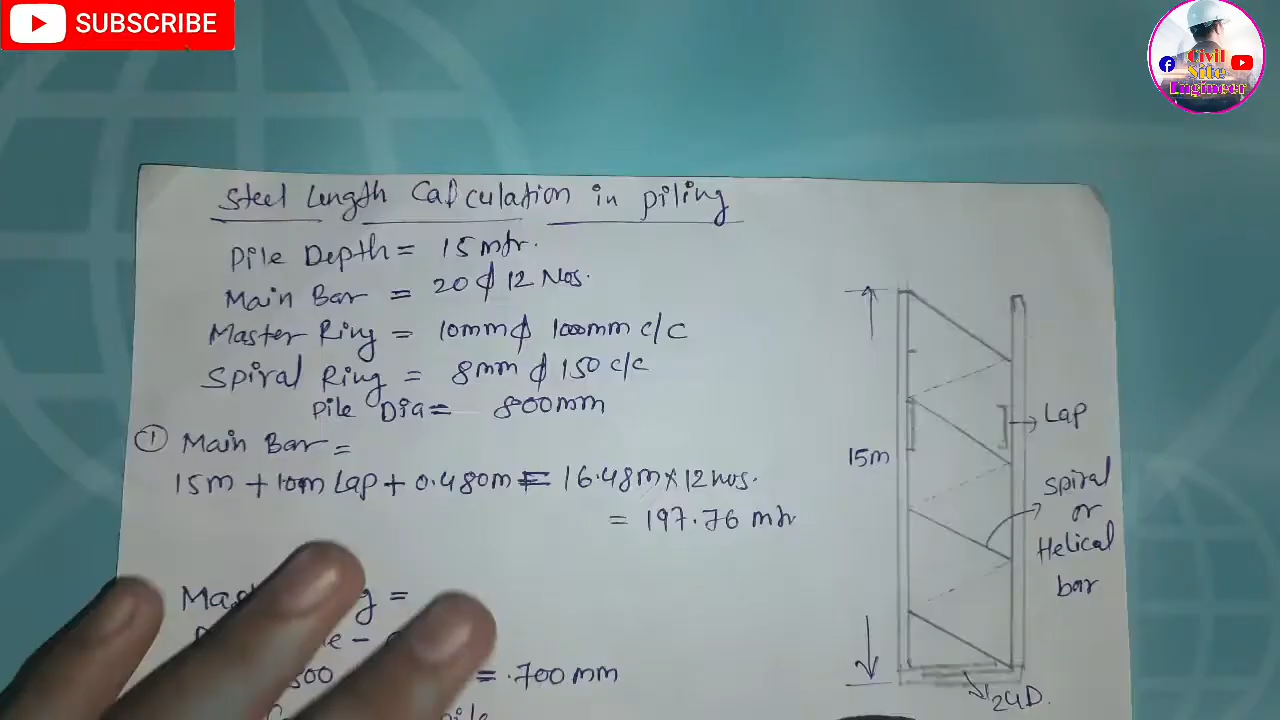 SUBSCRIBE
Civil
Site
Engineer
Steel Length Calculation in piling
Pile Depth = 15 mtr.
Main Bar = 20 ɸ 12 Nos.
Master Ring = 10mm ɸ 1000mm c/c
Spiral Ring = 8mm ɸ 150 c/c
Pile Dia = 800mm
① Main Bar =
15m + 10m Lap + 0.480m = 16.48m × 12 nos.
= 197.76 mtr
= 700 mm
15m
Lap
Spiral
or
Helical
bar
24D.